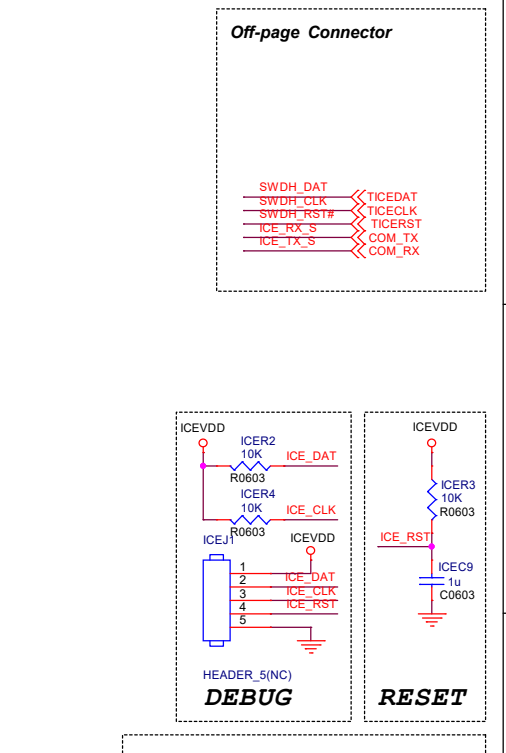 Off-page Connector
SWDH_DAT TICEDAT
SWDH_CLK TICECLK
SWDH_RST# TICERST
ICE_RX_S COM_TX
ICE_TX_S COM_RX
ICEVDD
ICER2
10K
ICE_DAT
R0603
ICER4
10K
ICE_CLK
R0603
ICEJ1
ICEVDD
1
2 ICE_DAT
3 ICE_CLK
4 ICE_RST
5
HEADER_5(NC)
DEBUG
ICEVDD
ICER3
10K
R0603
ICE_RST
ICEC9
1u
C0603
RESET